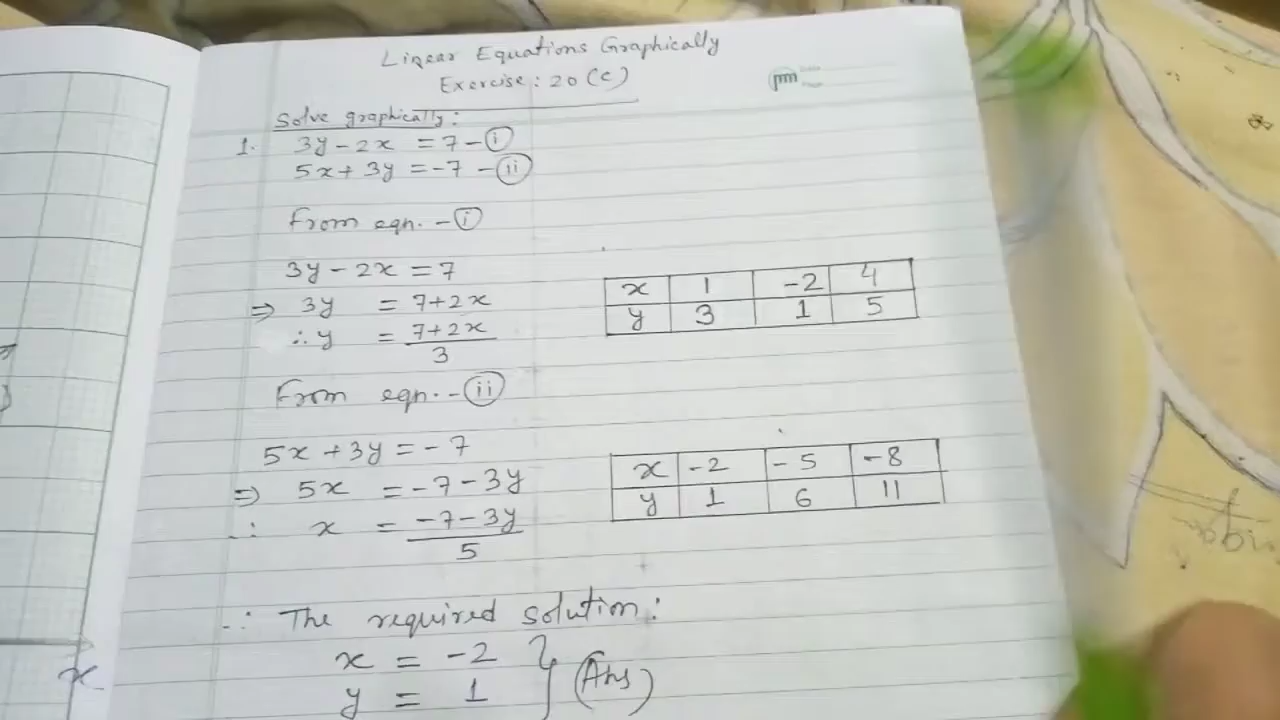 Linear Equations Graphically
Exercise: 20 (c)
pm
Solve graphically:
1. 3y - 2x = 7 - (i)
5x + 3y = -7 - (ii)
From eqn. - (i)
3y - 2x = 7
⇒ 3y = 7+2x
∴ y = (7+2x)/3
x 1 -2 4
y 3 1 5
From eqn. - (ii)
5x + 3y = -7
⇒ 5x = -7 - 3y
∴ x = (-7-3y)/5
x -2 -5 -8
y 1 6 11
∴ The required solution:
x = -2
y = 1 } (Ans)
x